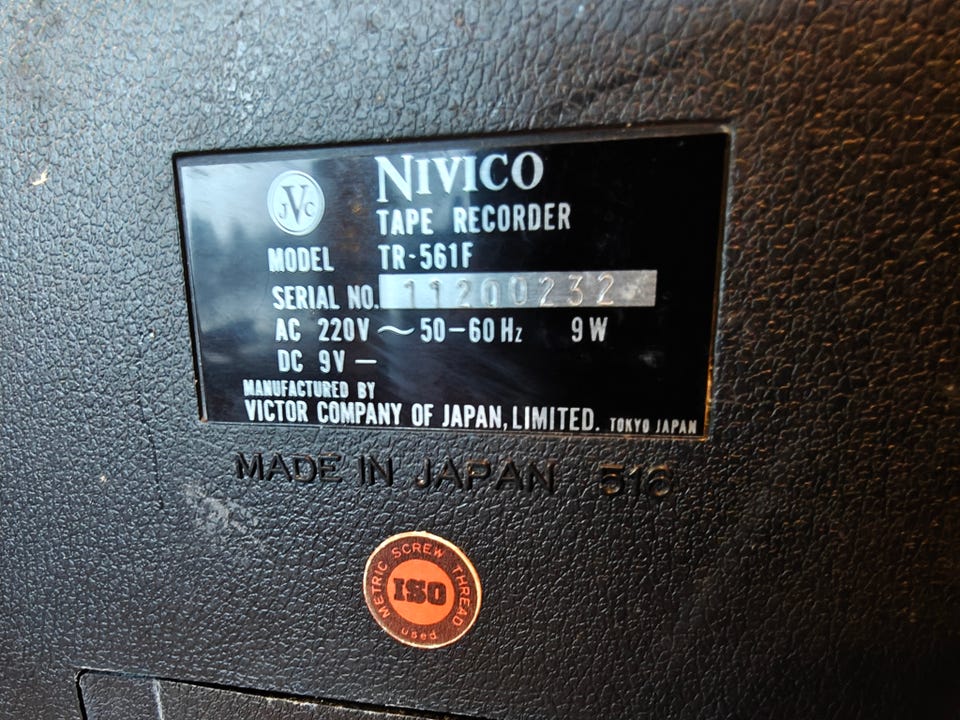 JVC NIVICO
TAPE RECORDER
MODEL TR-561F
SERIAL NO. 11200232
AC 220V ~ 50-60Hz 9W
DC 9V —
MANUFACTURED BY
VICTOR COMPANY OF JAPAN, LIMITED. TOKYO JAPAN
MADE IN JAPAN 516
METRIC SCREW THREAD
ISO
used